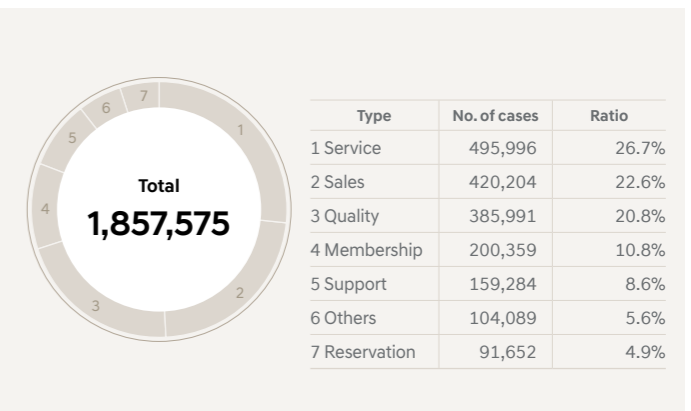 Total
1,857,575
1
2
3
4
5
6
7
Type No. of cases Ratio
1 Service 495,996 26.7%
2 Sales 420,204 22.6%
3 Quality 385,991 20.8%
4 Membership 200,359 10.8%
5 Support 159,284 8.6%
6 Others 104,089 5.6%
7 Reservation 91,652 4.9%